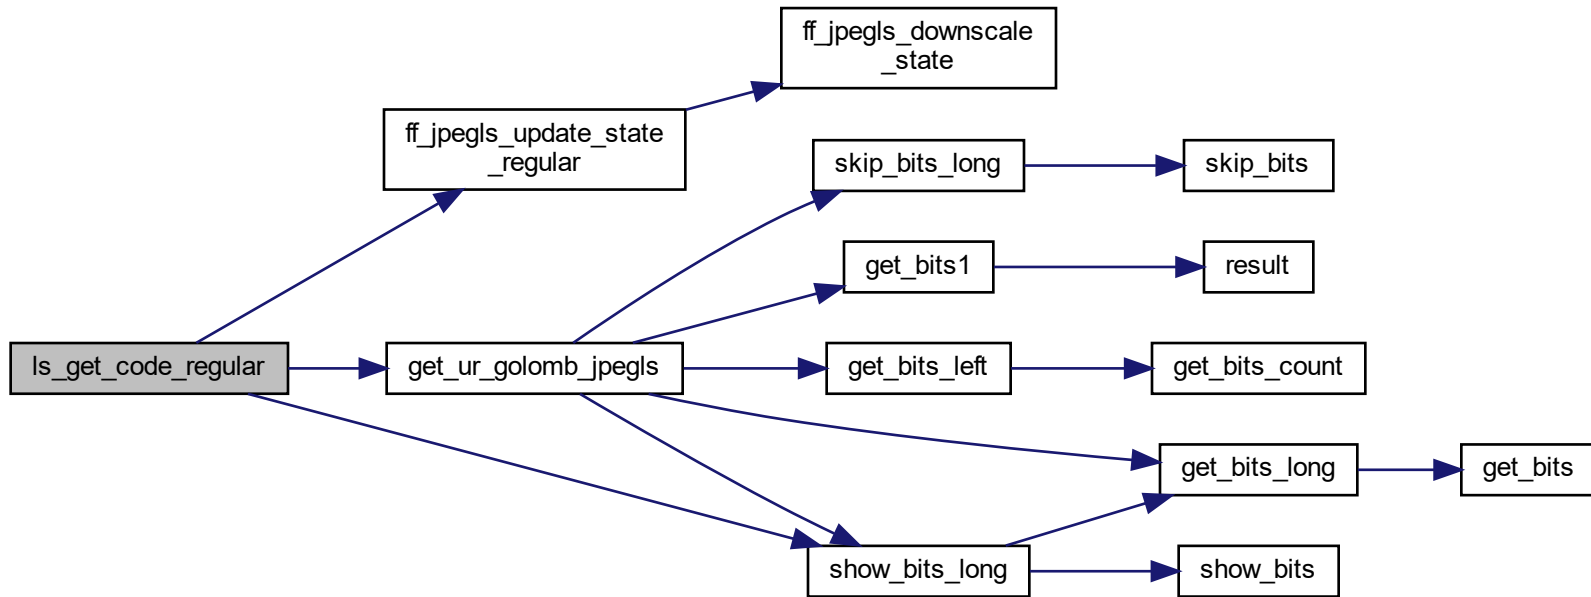 ff_jpegls_downscale
_state
ff_jpegls_update_state
_regular
skip_bits_long
skip_bits
get_bits1
result
ls_get_code_regular
get_ur_golomb_jpegls
get_bits_left
get_bits_count
get_bits_long
get_bits
show_bits_long
show_bits